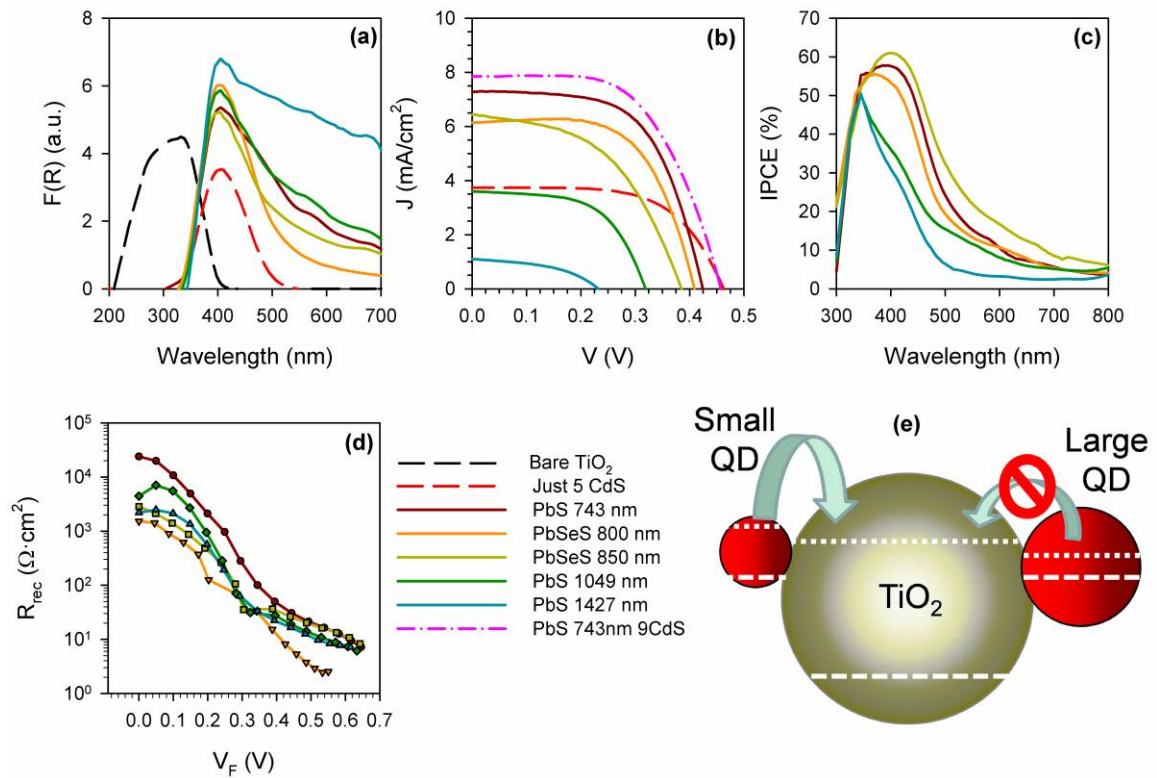 (a)
F(R) (a.u.)
8
6
4
2
0
200 300 400 500 600 700
Wavelength (nm)
(b)
J (mA/cm²)
10
8
6
4
2
0
0.0 0.1 0.2 0.3 0.4 0.5
V (V)
(c)
IPCE (%)
70
60
50
40
30
20
10
0
300 400 500 600 700 800
Wavelength (nm)
(d)
R_rec (Ω·cm²)
10⁵
10⁴
10³
10²
10¹
10⁰
0.0 0.1 0.2 0.3 0.4 0.5 0.6 0.7
V_F (V)
Bare TiO₂
Just 5 CdS
PbS 743 nm
PbSeS 800 nm
PbSeS 850 nm
PbS 1049 nm
PbS 1427 nm
PbS 743nm 9CdS
(e)
Small
QD
Large
QD
TiO₂